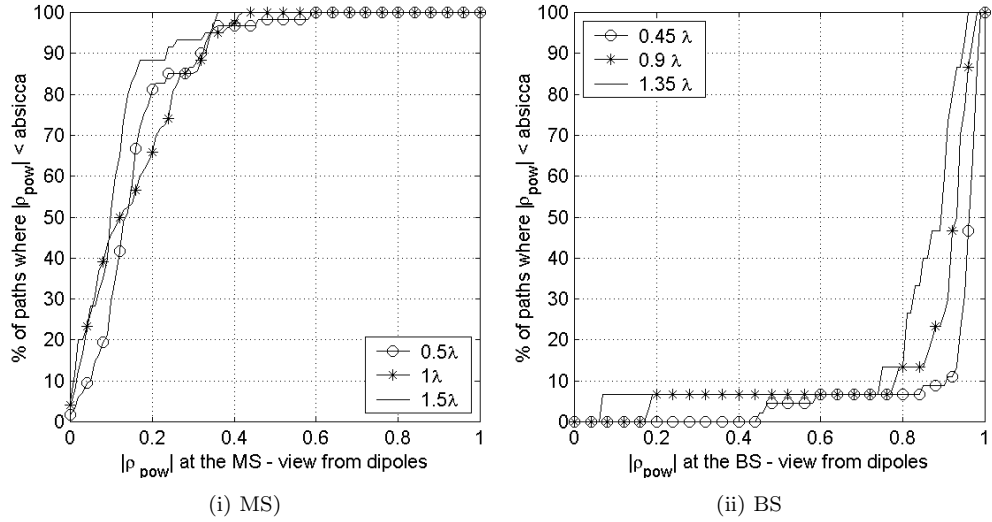 % of paths where |ρpow| < absicca
100
90
80
70
60
50
40
30
20
10
0
0 0.2 0.4 0.6 0.8 1
0.5λ
1λ
1.5λ
|ρpow| at the MS - view from dipoles
(i) MS)
% of paths where |ρpow| < absicca
100
90
80
70
60
50
40
30
20
10
0
0 0.2 0.4 0.6 0.8 1
0.45 λ
0.9 λ
1.35 λ
|ρpow| at the BS - view from dipoles
(ii) BS